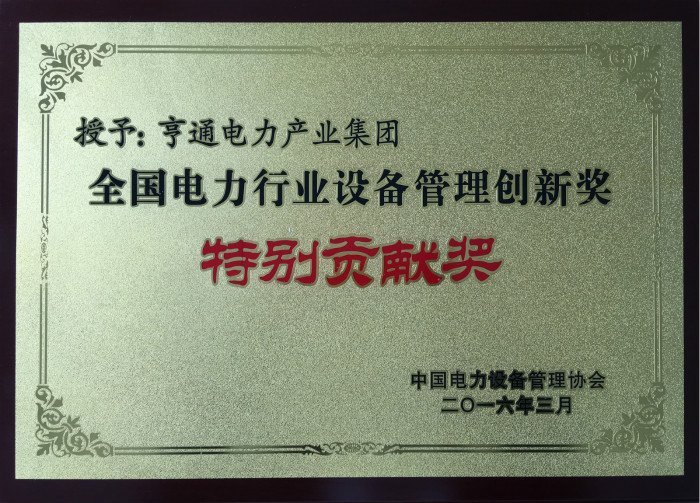 授予：亨通电力产业集团
全国电力行业设备管理创新奖
特别贡献奖
中国电力设备管理协会
二〇一六年三月